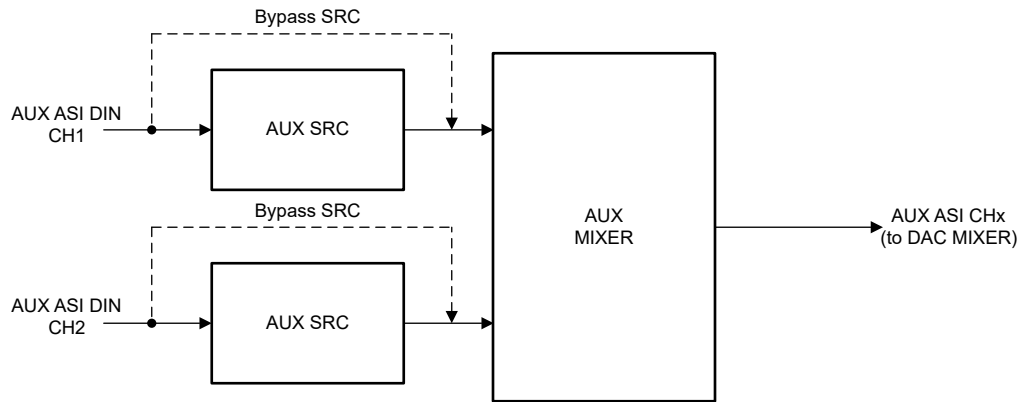 Bypass SRC
AUX ASI DIN
CH1
AUX SRC
Bypass SRC
AUX ASI DIN
CH2
AUX SRC
AUX
MIXER
AUX ASI CHx
(to DAC MIXER)